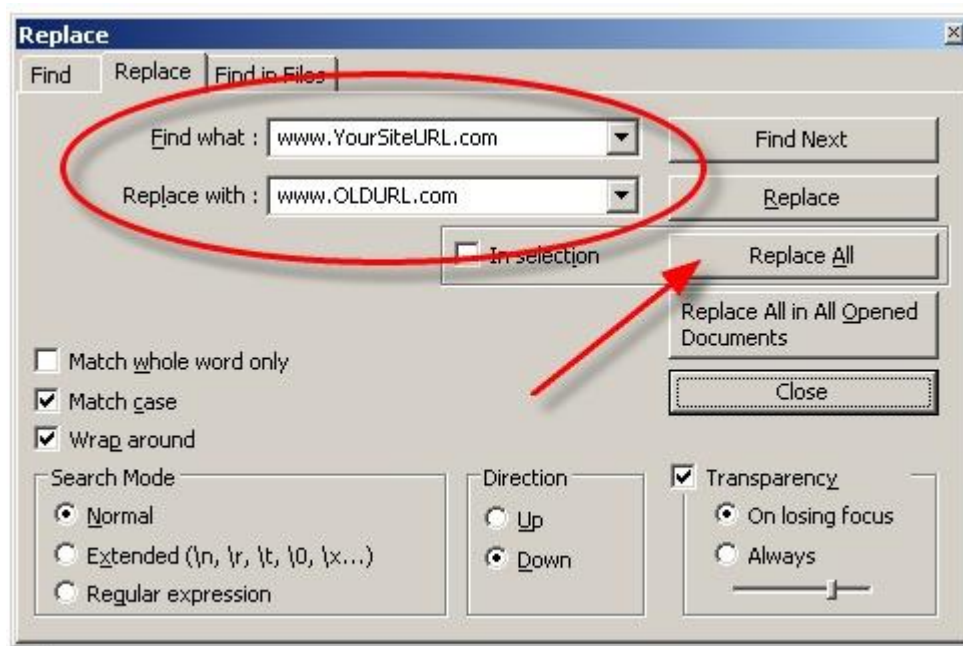 Replace
Find
Replace
Find in Files
Find what :
www.YourSiteURL.com
Find Next
Replace with :
www.OLDURL.com
Replace
In selection
Replace All
Replace All in All Opened
Documents
Match whole word only
Close
Match case
Wrap around
Search Mode
Direction
Transparency
Normal
Up
On losing focus
Extended (\n, \r, \t, \0, \x...)
Down
Always
Regular expression